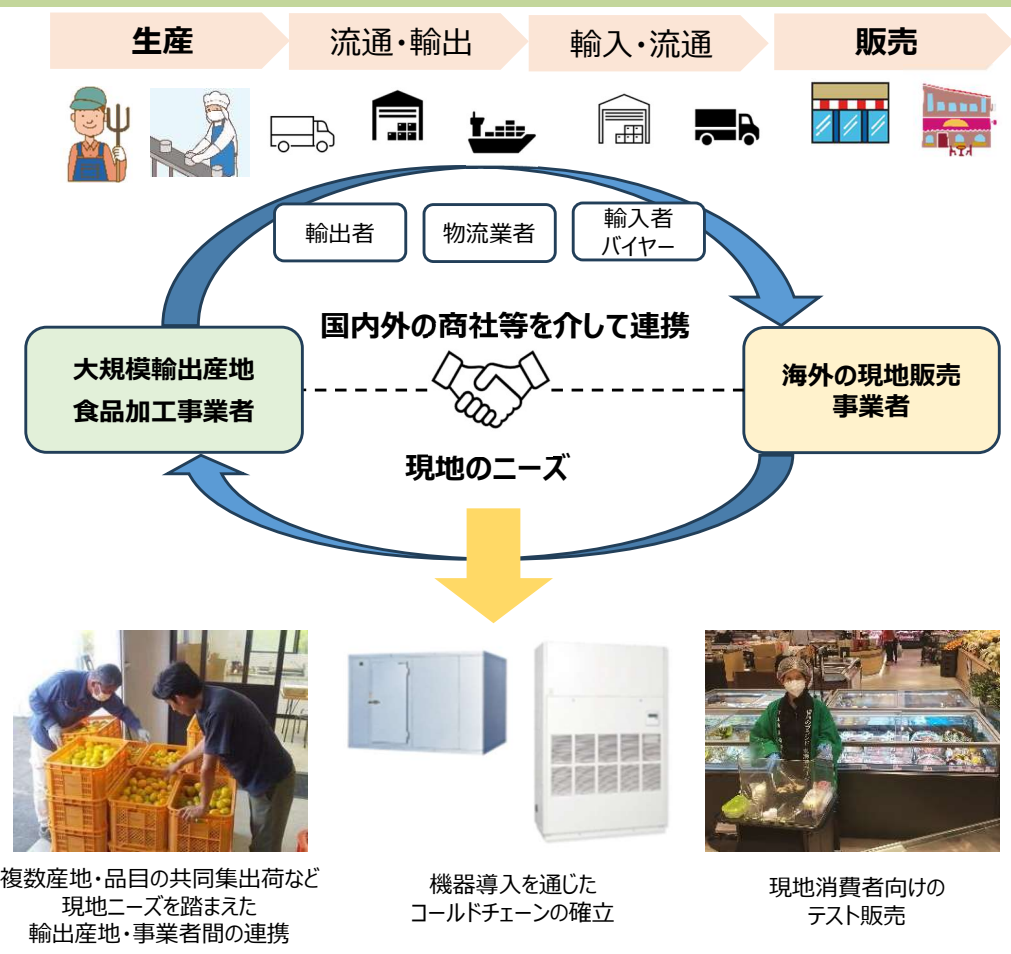 生産
流通・輸出
輸入・流通
販売
輸出者
物流業者
輸入者
バイヤー
国内外の商社等を介して連携
大規模輸出産地
食品加工事業者
海外の現地販売
事業者
現地のニーズ
複数産地・品目の共同集出荷など
現地ニーズを踏まえた
輸出産地・事業者間の連携
機器導入を通じた
コールドチェーンの確立
現地消費者向けの
テスト販売